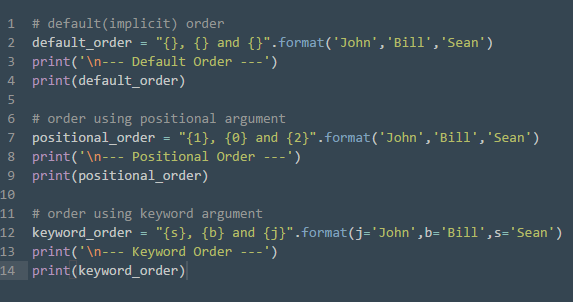 1 # default(implicit) order
2 default_order = "{}, {} and {}".format('John','Bill','Sean')
3 print('\n--- Default Order ---')
4 print(default_order)
5
6 # order using positional argument
7 positional_order = "{1}, {0} and {2}".format('John','Bill','Sean')
8 print('\n--- Positional Order ---')
9 print(positional_order)
10
11 # order using keyword argument
12 keyword_order = "{s}, {b} and {j}".format(j='John',b='Bill',s='Sean')
13 print('\n--- Keyword Order ---')
14 print(keyword_order)